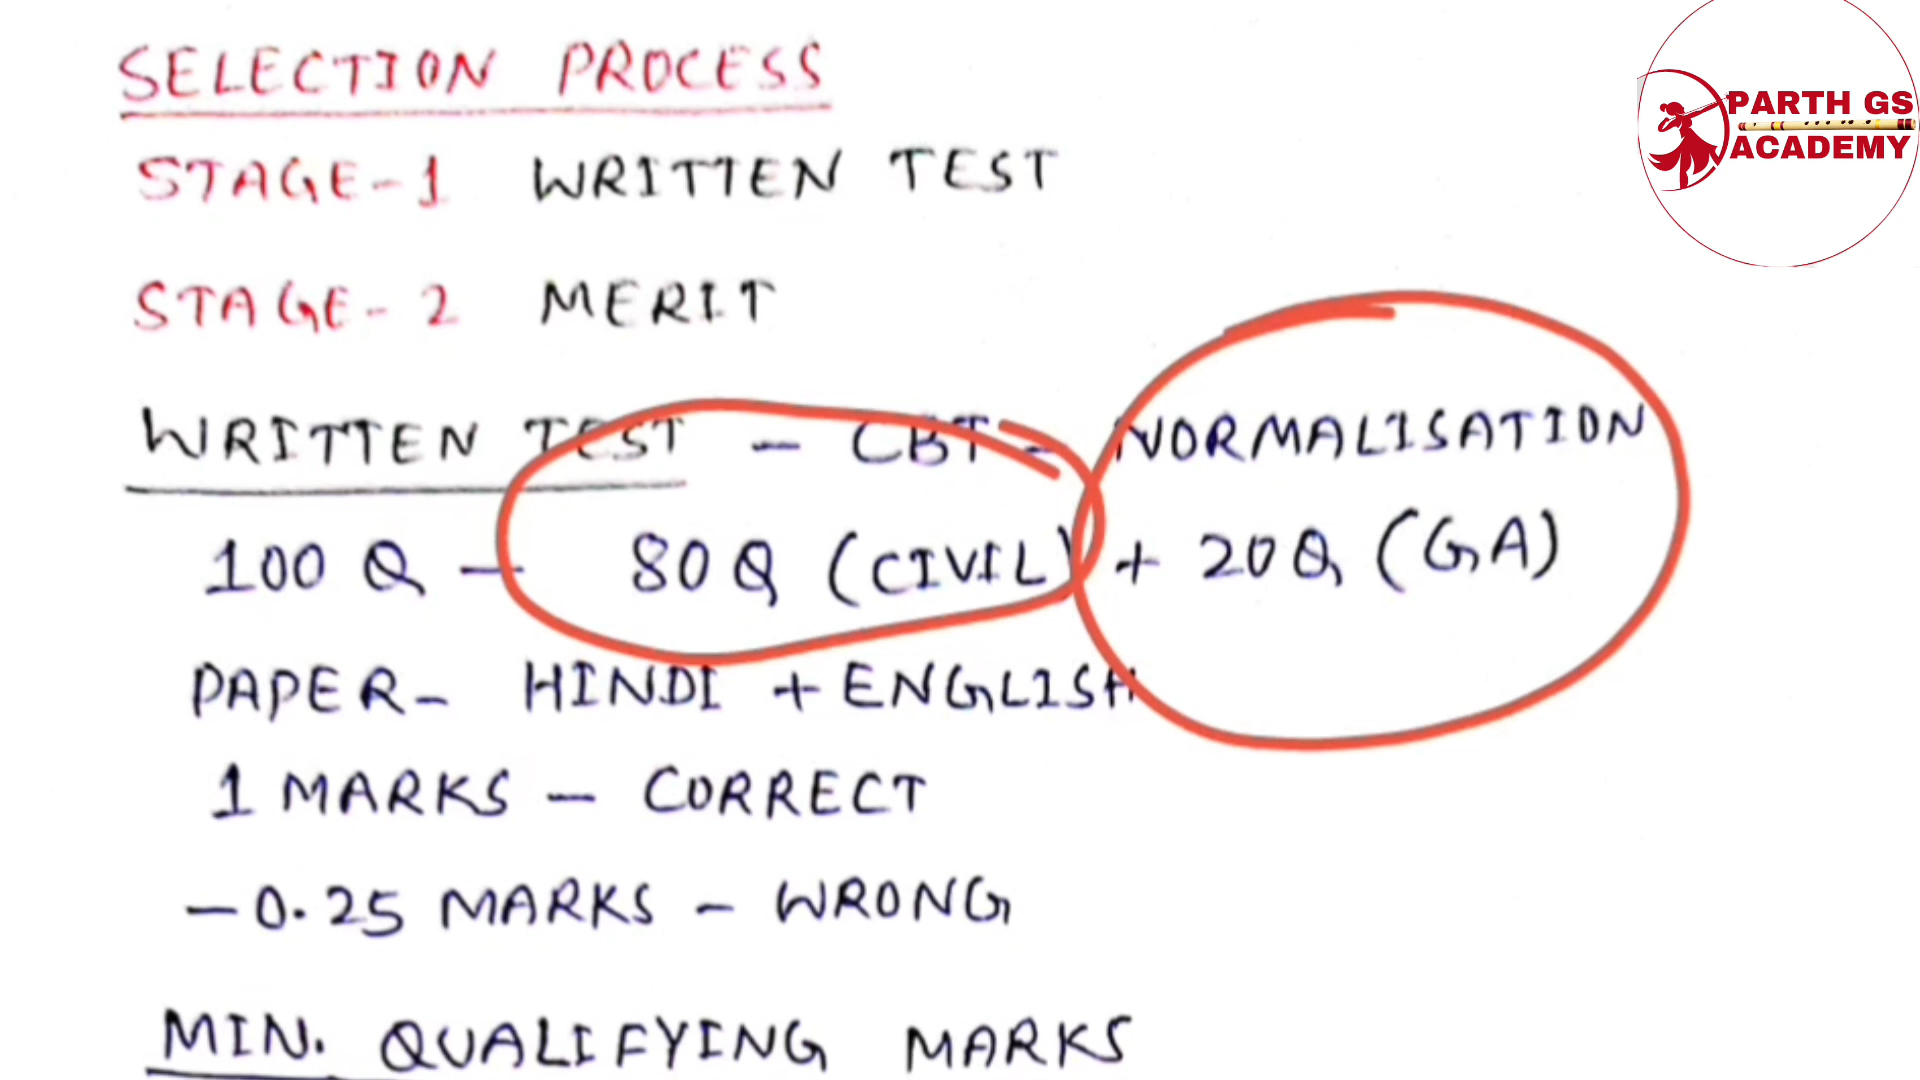 SELECTION PROCESS
PARTH GS
ACADEMY
STAGE-1 WRITTEN TEST
STAGE-2 MERIT
WRITTEN TEST - CBT - NORMALISATION
100 Q - 80 Q (CIVIL) + 20 Q (GA)
PAPER- HINDI + ENGLISH
1 MARKS - CORRECT
-0.25 MARKS - WRONG
MIN. QUALIFYING MARKS